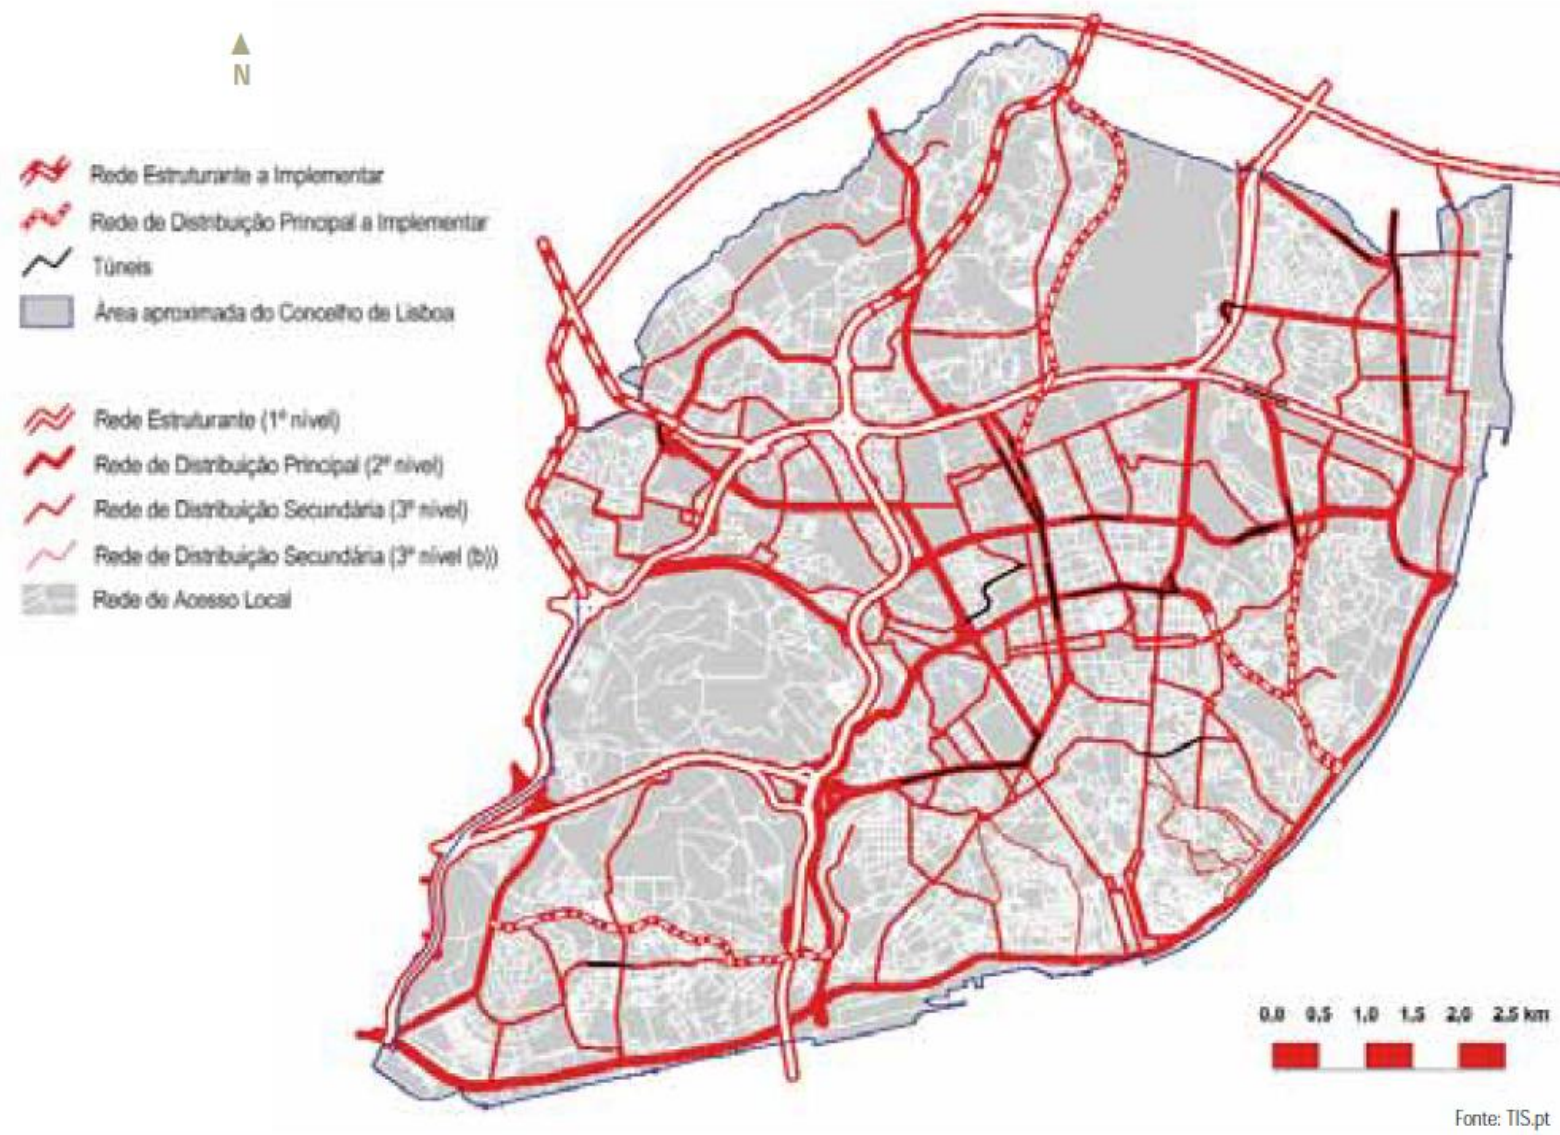 N
Rede Estruturante a Implementar
Rede de Distribuição Principal a Implementar
Túneis
Área aproximada do Concelho de Lisboa
Rede Estruturante (1º nível)
Rede de Distribuição Principal (2º nível)
Rede de Distribuição Secundária (3º nível)
Rede de Distribuição Secundária (3º nível (b))
Rede de Acesso Local
0.0 0.5 1.0 1.5 2.0 2.5 km
Fonte: TIS.pt